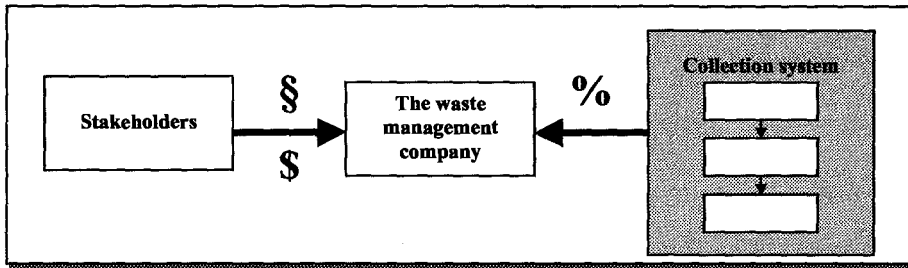 Stakeholders
§
$
The waste
management
company
%
Collection system